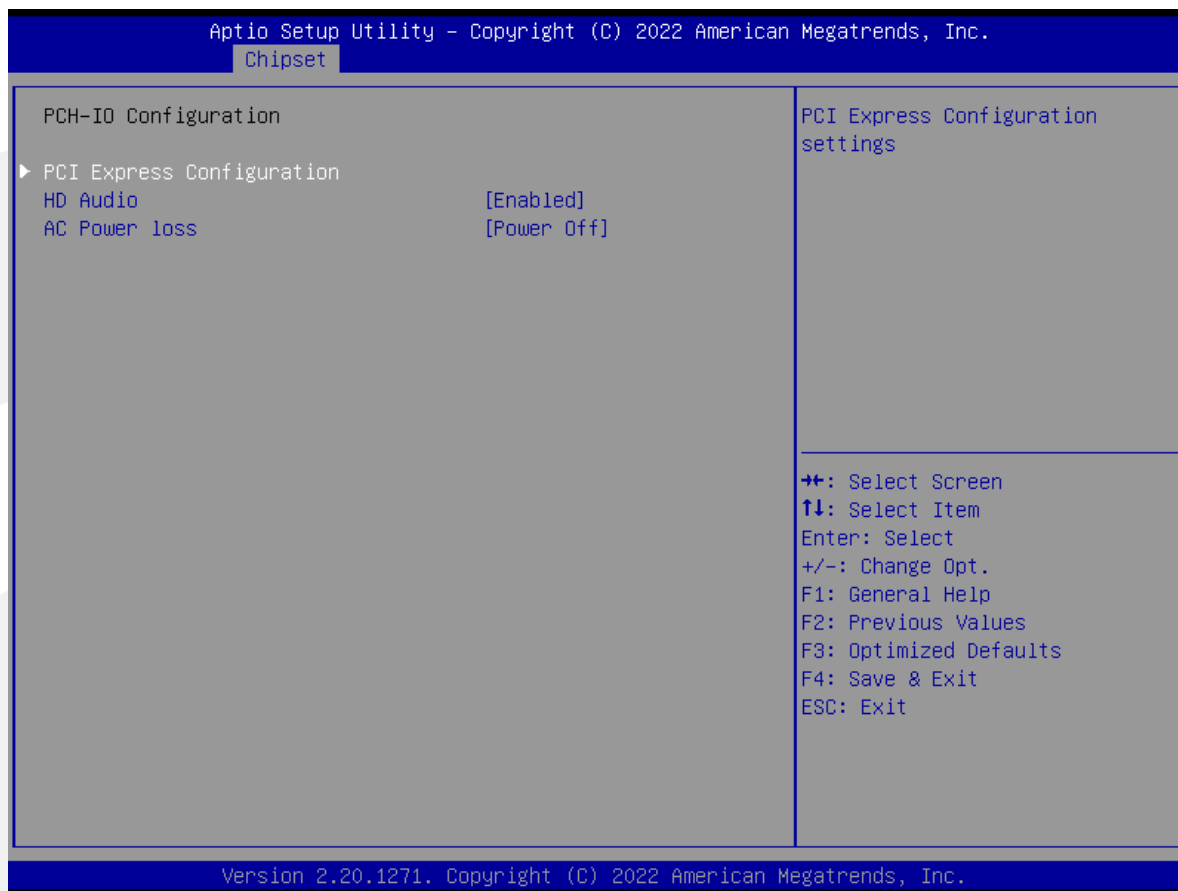 Aptio Setup Utility – Copyright (C) 2022 American Megatrends, Inc.
Chipset
PCH-IO Configuration
PCI Express Configuration
HD Audio [Enabled]
AC Power loss [Power Off]
PCI Express Configuration
settings
→←: Select Screen
↑↓: Select Item
Enter: Select
+/-: Change Opt.
F1: General Help
F2: Previous Values
F3: Optimized Defaults
F4: Save & Exit
ESC: Exit
Version 2.20.1271. Copyright (C) 2022 American Megatrends, Inc.